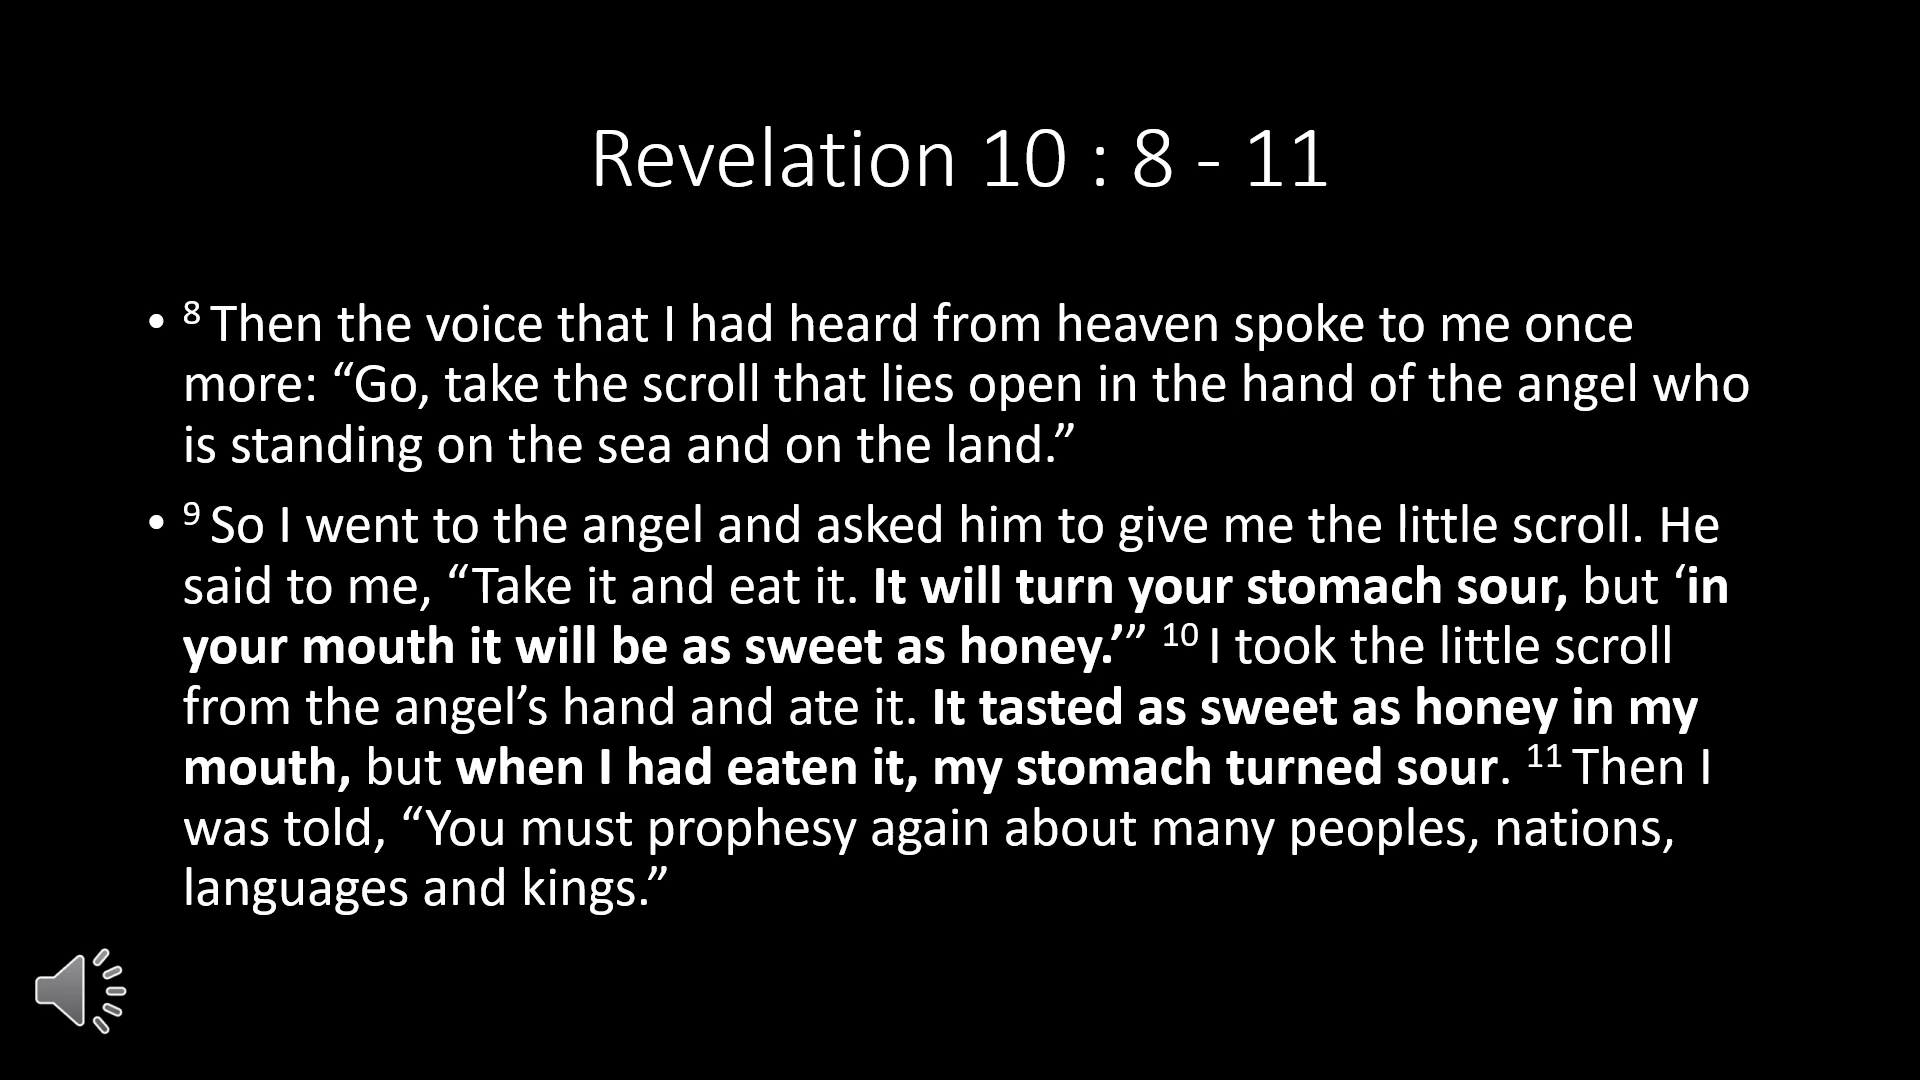 Revelation 10 : 8 - 11
• 8 Then the voice that I had heard from heaven spoke to me once
more: “Go, take the scroll that lies open in the hand of the angel who
is standing on the sea and on the land.”
• 9 So I went to the angel and asked him to give me the little scroll. He
said to me, “Take it and eat it. It will turn your stomach sour, but ‘in
your mouth it will be as sweet as honey.’” 10 I took the little scroll
from the angel’s hand and ate it. It tasted as sweet as honey in my
mouth, but when I had eaten it, my stomach turned sour. 11 Then I
was told, “You must prophesy again about many peoples, nations,
languages and kings.”